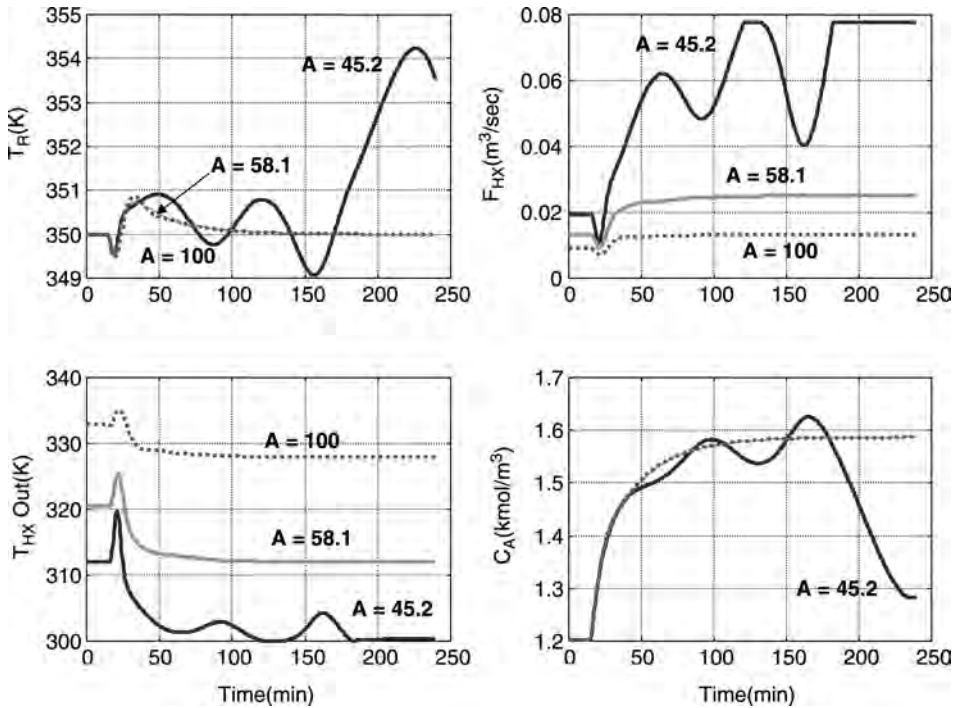 355
354
353
352
351
350
349
T_R(K)
A = 45.2
A = 58.1
A = 100
0 50 100 150 200 250
0.08
0.06
0.04
0.02
0
F_HX(m³/sec)
A = 45.2
A = 58.1
A = 100
0 50 100 150 200 250
340
330
320
310
300
T_HX Out(K)
A = 100
A = 58.1
A = 45.2
0 50 100 150 200 250
Time(min)
1.7
1.6
1.5
1.4
1.3
1.2
C_A(kmol/m³)
A = 45.2
0 50 100 150 200 250
Time(min)